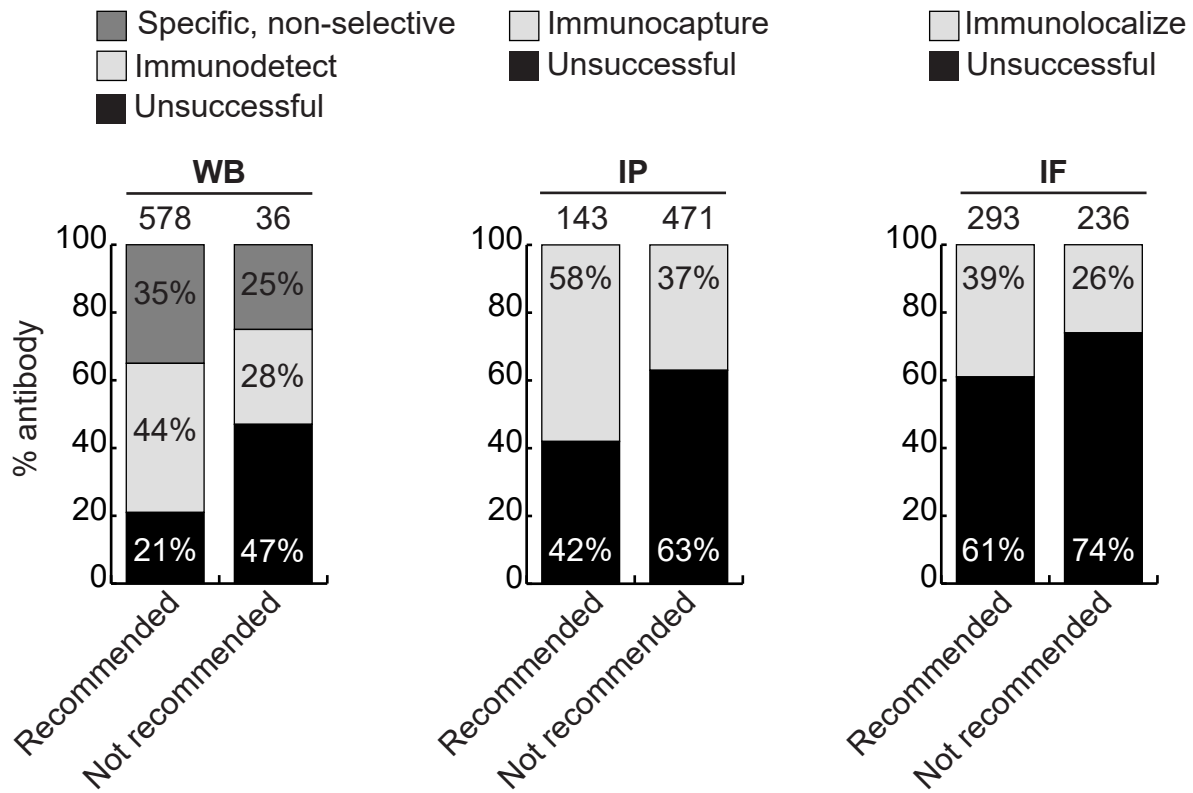 Specific, non-selective
Immunodetect
Unsuccessful
Immunocapture
Unsuccessful
Immunolocalize
Unsuccessful
% antibody
WB
578 36
100
80
60
40
20
0
35%
44%
21%
25%
28%
47%
Recommended
Not recommended
IP
143 471
100
80
60
40
20
0
58%
42%
37%
63%
Recommended
Not recommended
IF
293 236
100
80
60
40
20
0
39%
61%
26%
74%
Recommended
Not recommended